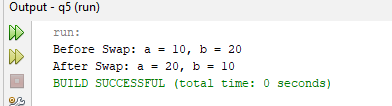 Output - q5 (run)
run:
Before Swap: a = 10, b = 20
After Swap: a = 20, b = 10
BUILD SUCCESSFUL (total time: 0 seconds)